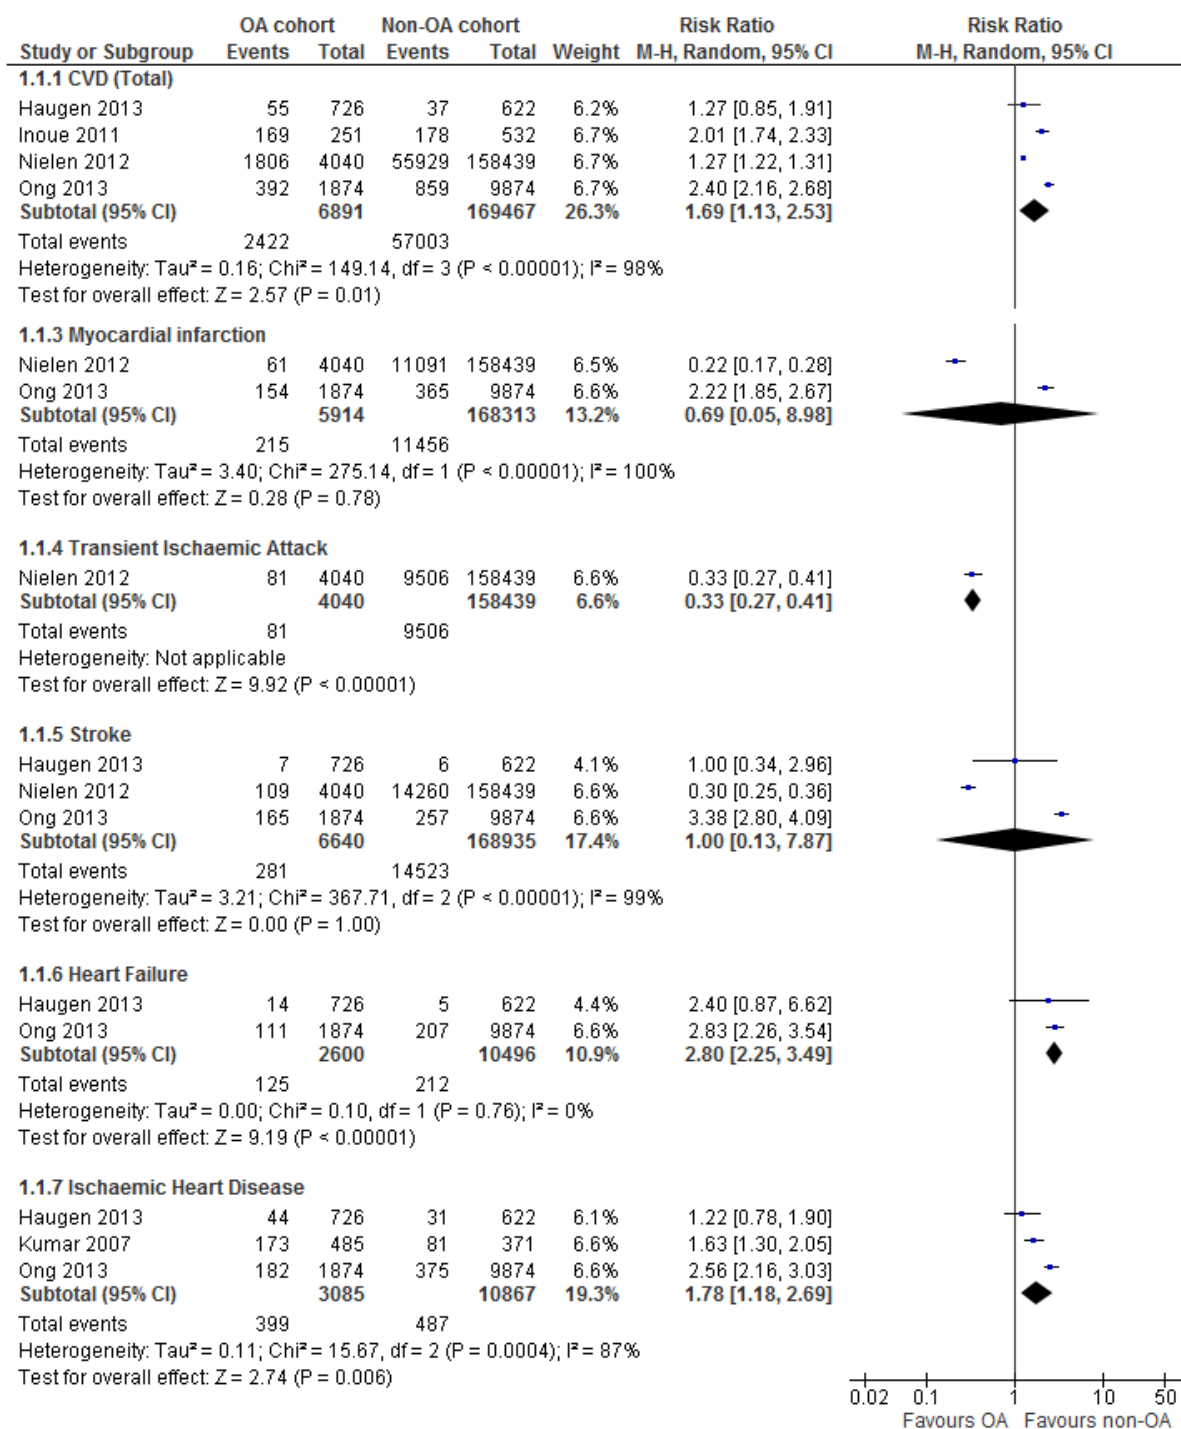 OA cohort Non-OA cohort Risk Ratio Risk Ratio
Study or Subgroup Events Total Events Total Weight M-H, Random, 95% CI M-H, Random, 95% CI
1.1.1 CVD (Total)
Haugen 2013 55 726 37 622 6.2% 1.27 [0.85, 1.91]
Inoue 2011 169 251 178 532 6.7% 2.01 [1.74, 2.33]
Nielen 2012 1806 4040 55929 158439 6.7% 1.27 [1.22, 1.31]
Ong 2013 392 1874 859 9874 6.7% 2.40 [2.16, 2.68]
Subtotal (95% CI) 6891 169467 26.3% 1.69 [1.13, 2.53]
Total events 2422 57003
Heterogeneity: Tau² = 0.16; Chi² = 149.14, df = 3 (P < 0.00001); I² = 98%
Test for overall effect: Z = 2.57 (P = 0.01)
1.1.3 Myocardial infarction
Nielen 2012 61 4040 11091 158439 6.5% 0.22 [0.17, 0.28]
Ong 2013 154 1874 365 9874 6.6% 2.22 [1.85, 2.67]
Subtotal (95% CI) 5914 168313 13.2% 0.69 [0.05, 8.98]
Total events 215 11456
Heterogeneity: Tau² = 3.40; Chi² = 275.14, df = 1 (P < 0.00001); I² = 100%
Test for overall effect: Z = 0.28 (P = 0.78)
1.1.4 Transient Ischaemic Attack
Nielen 2012 81 4040 9506 158439 6.6% 0.33 [0.27, 0.41]
Subtotal (95% CI) 4040 158439 6.6% 0.33 [0.27, 0.41]
Total events 81 9506
Heterogeneity: Not applicable
Test for overall effect: Z = 9.92 (P < 0.00001)
1.1.5 Stroke
Haugen 2013 7 726 6 622 4.1% 1.00 [0.34, 2.96]
Nielen 2012 109 4040 14260 158439 6.6% 0.30 [0.25, 0.36]
Ong 2013 165 1874 257 9874 6.6% 3.38 [2.80, 4.09]
Subtotal (95% CI) 6640 168935 17.4% 1.00 [0.13, 7.87]
Total events 281 14523
Heterogeneity: Tau² = 3.21; Chi² = 367.71, df = 2 (P < 0.00001); I² = 99%
Test for overall effect: Z = 0.00 (P = 1.00)
1.1.6 Heart Failure
Haugen 2013 14 726 5 622 4.4% 2.40 [0.87, 6.62]
Ong 2013 111 1874 207 9874 6.6% 2.83 [2.26, 3.54]
Subtotal (95% CI) 2600 10496 10.9% 2.80 [2.25, 3.49]
Total events 125 212
Heterogeneity: Tau² = 0.00; Chi² = 0.10, df = 1 (P = 0.76); I² = 0%
Test for overall effect: Z = 9.19 (P < 0.00001)
1.1.7 Ischaemic Heart Disease
Haugen 2013 44 726 31 622 6.1% 1.22 [0.78, 1.90]
Kumar 2007 173 485 81 371 6.6% 1.63 [1.30, 2.05]
Ong 2013 182 1874 375 9874 6.6% 2.56 [2.16, 3.03]
Subtotal (95% CI) 3085 10867 19.3% 1.78 [1.18, 2.69]
Total events 399 487
Heterogeneity: Tau² = 0.11; Chi² = 15.67, df = 2 (P = 0.0004); I² = 87%
Test for overall effect: Z = 2.74 (P = 0.006)
0.02 0.1 1 10 50
Favours OA Favours non-OA